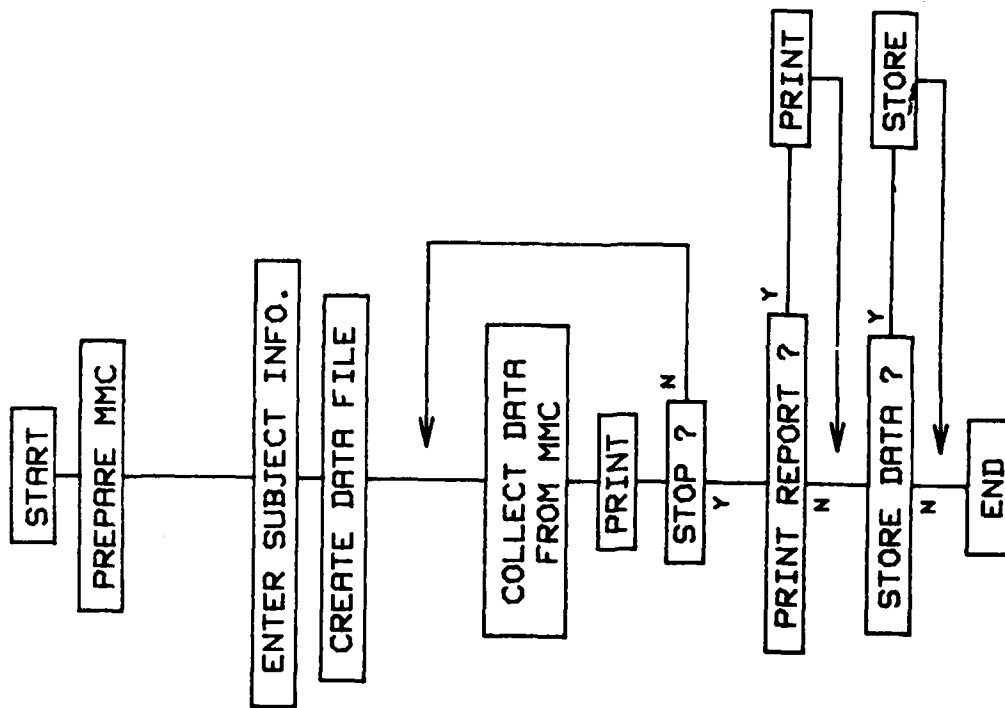 START
PREPARE MMC
ENTER SUBJECT INFO.
CREATE DATA FILE
COLLECT DATA
FROM MMC
PRINT
STOP ?
N
Y
PRINT REPORT ?
Y
PRINT
N
STORE DATA ?
Y
STORE
N
END